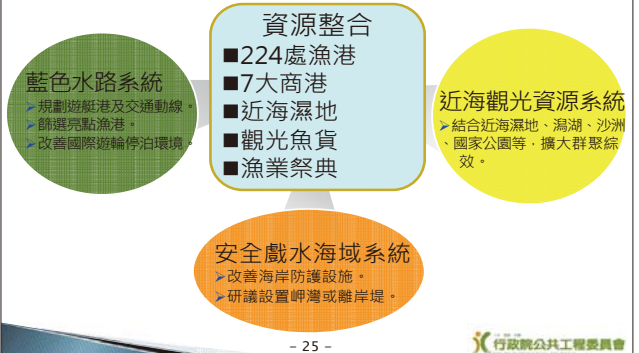 資源整合
■224處漁港
■7大商港
■近海濕地
■觀光魚貨
■漁業祭典
藍色水路系統
➢規劃遊艇港及交通動線。
➢篩選亮點漁港。
➢改善國際遊輪停泊環境。
近海觀光資源系統
➢結合近海濕地、潟湖、沙洲
、國家公園等，擴大群聚綜
效。
安全戲水海域系統
➢改善海岸防護設施。
➢研議設置岬灣或離岸堤。
– 25 –
行政院公共工程委員會